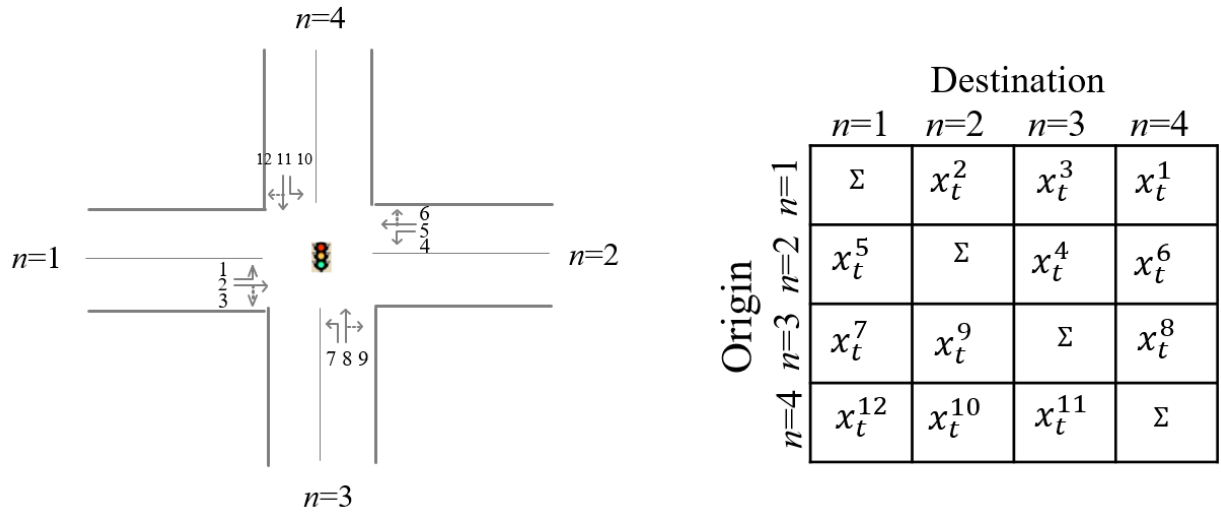 n=4
12 11 10
6
5
4
n=1
n=2
1
2
3
7 8 9
n=3
Destination
n=1 n=2 n=3 n=4
Origin
n=1 Σ x_t^2 x_t^3 x_t^1
n=2 x_t^5 Σ x_t^4 x_t^6
n=3 x_t^7 x_t^9 Σ x_t^8
n=4 x_t^12 x_t^10 x_t^11 Σ